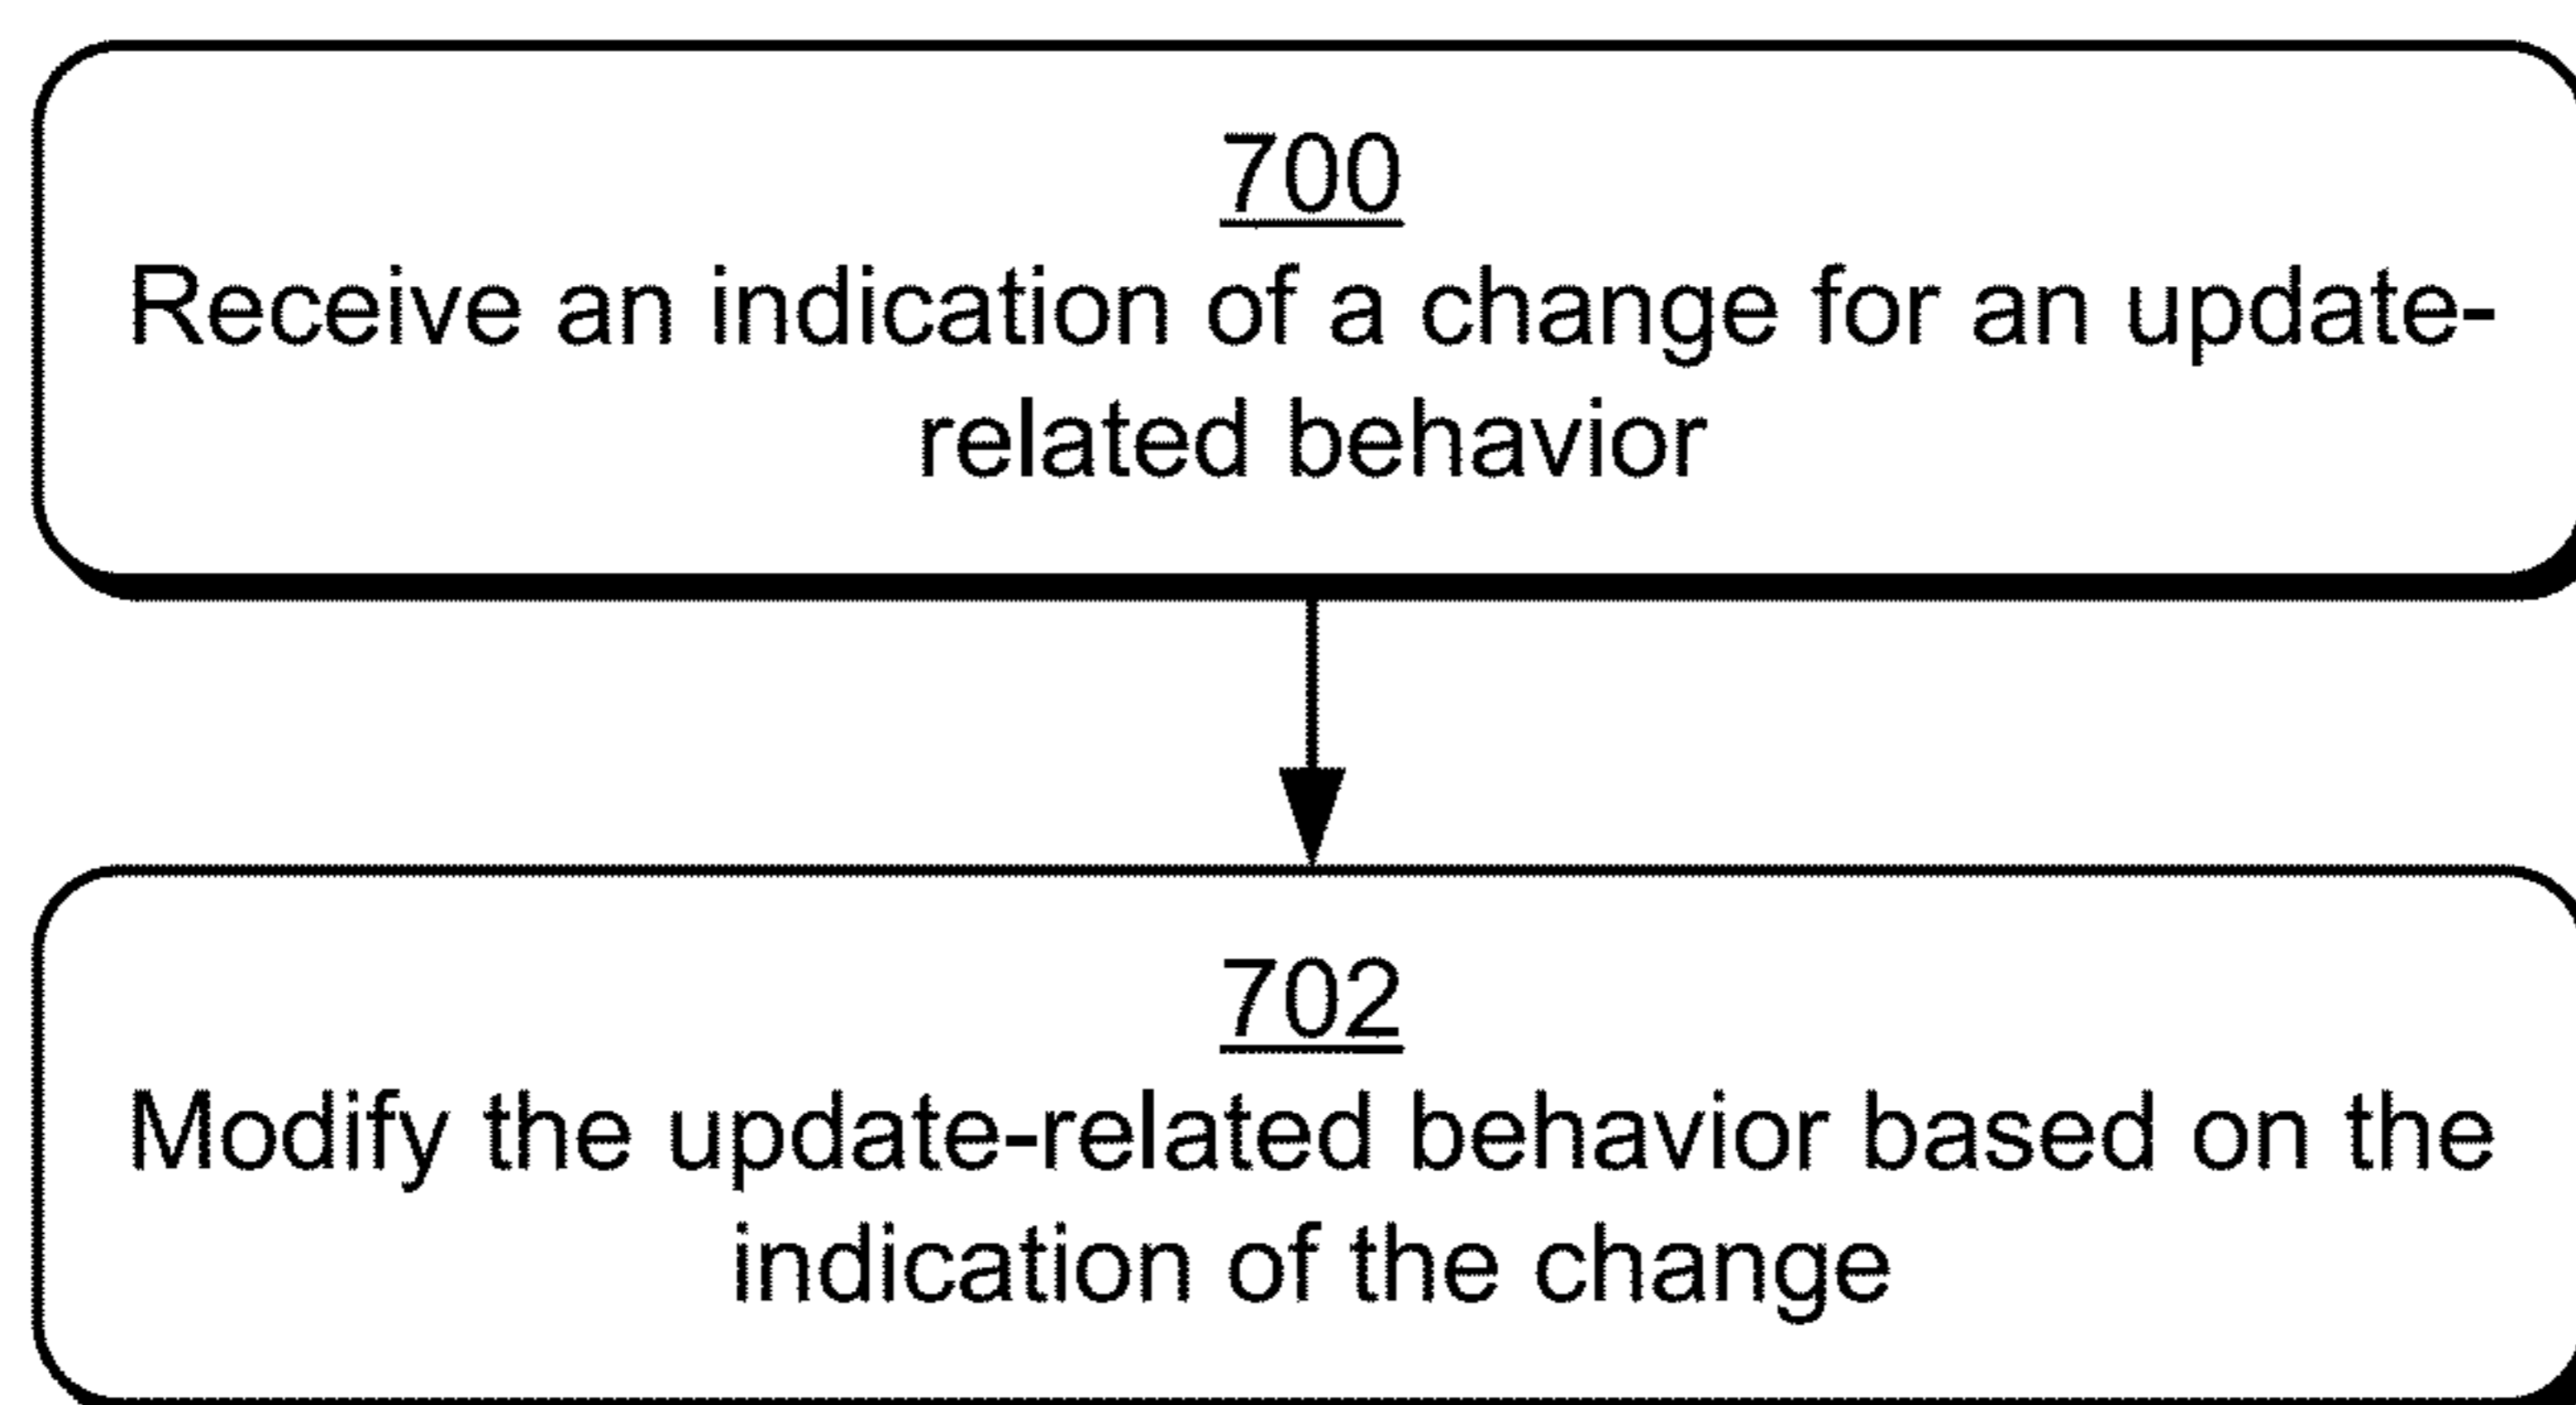 700
Receive an indication of a change for an update-
related behavior
702
Modify the update-related behavior based on the
indication of the change